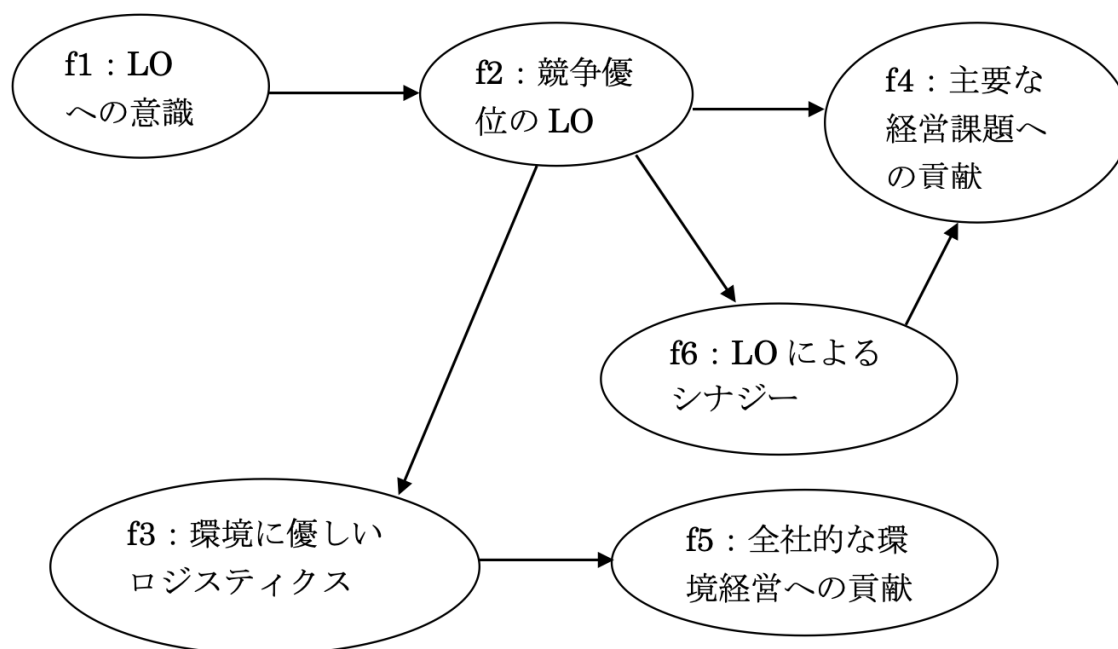 f1：LO
への意識
f2：競争優
位の LO
f4：主要な
経営課題へ
の貢献
f6：LO による
シナジー
f3：環境に優しい
ロジスティクス
f5：全社的な環
境経営への貢献